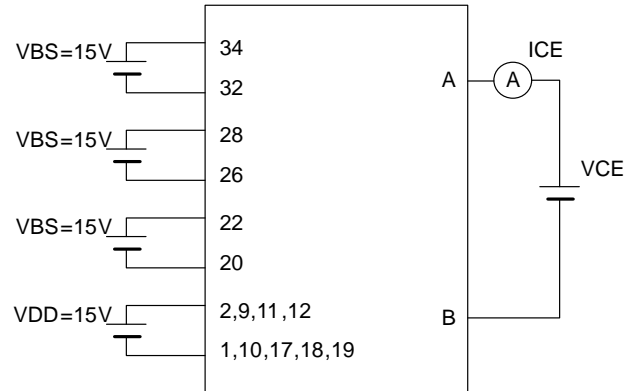 VBS=15V
34
32
VBS=15V
28
26
VBS=15V
22
20
VDD=15V
2,9,11,12
1,10,17,18,19
A
A
ICE
VCE
B